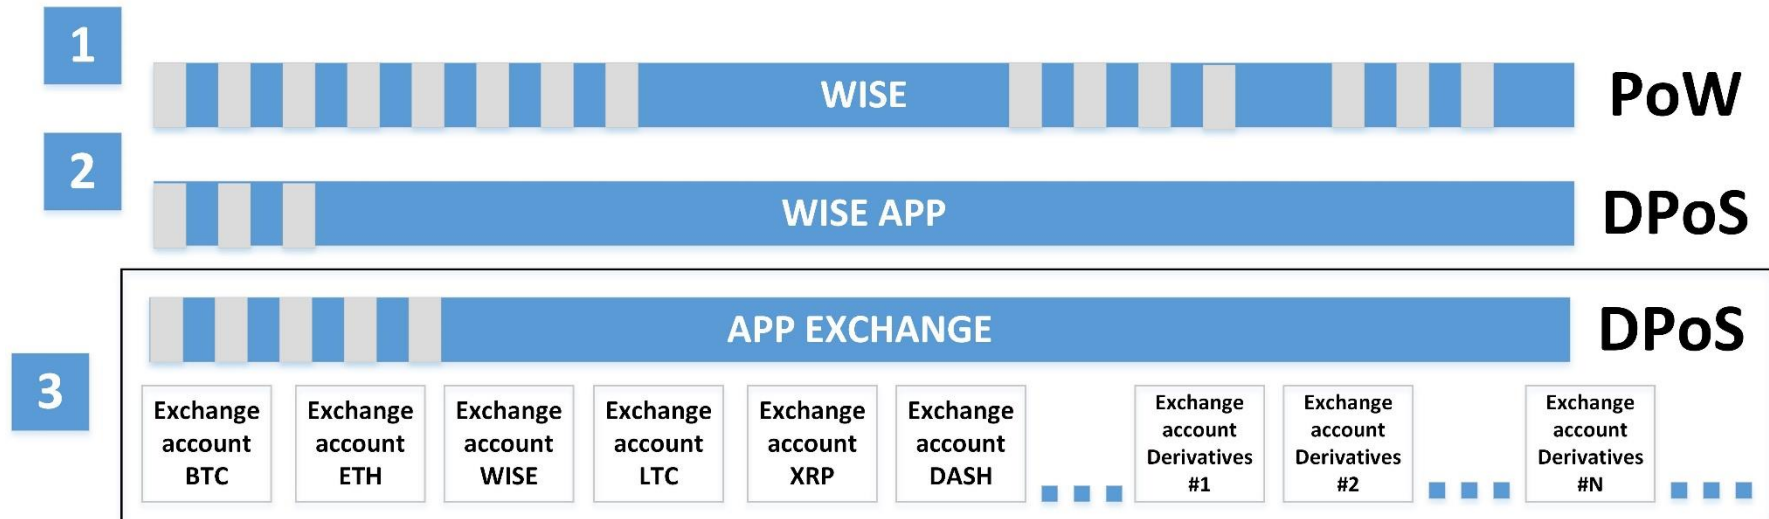 1
WISE
PoW
2
WISE APP
DPoS
3
APP EXCHANGE
DPoS
Exchange
account
BTC
Exchange
account
ETH
Exchange
account
WISE
Exchange
account
LTC
Exchange
account
XRP
Exchange
account
DASH
Exchange
account
Derivatives
#1
Exchange
account
Derivatives
#2
Exchange
account
Derivatives
#N